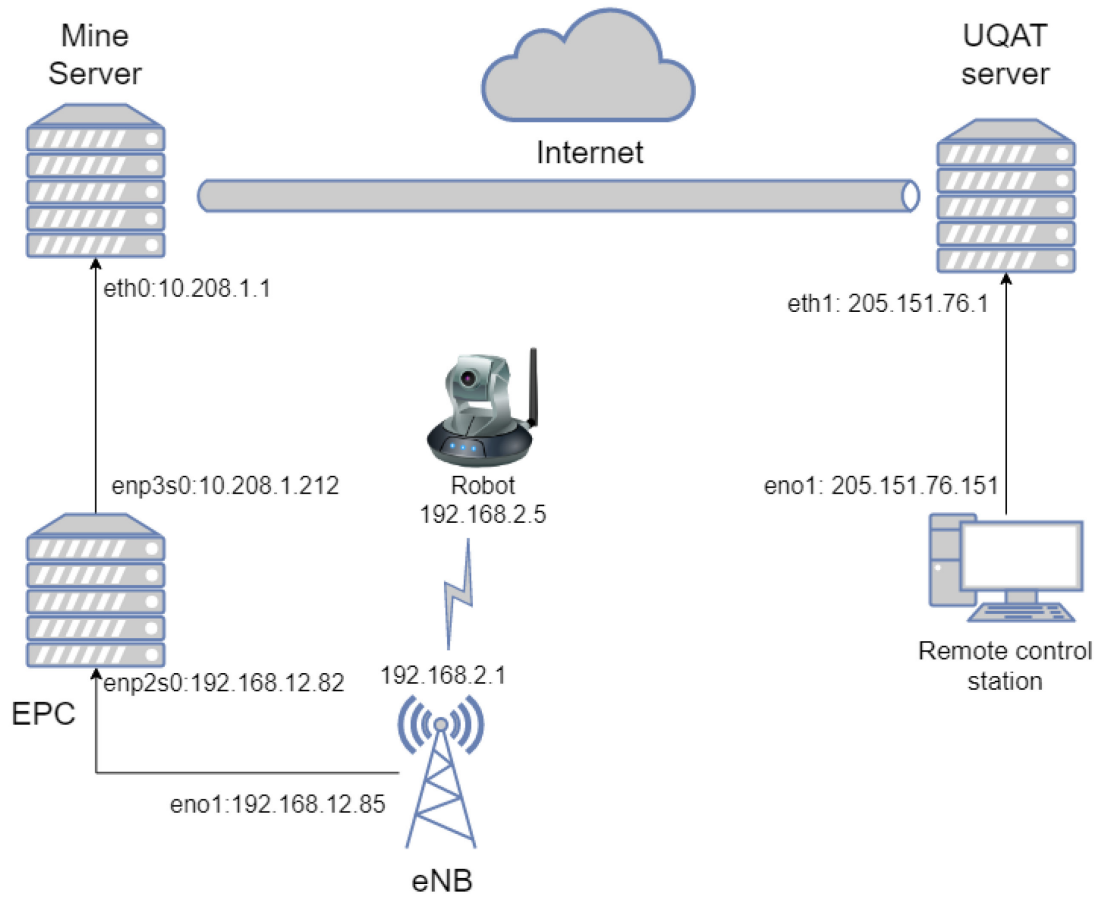 Mine
Server
UQAT
server
Internet
eth0:10.208.1.1
eth1: 205.151.76.1
enp3s0:10.208.1.212
Robot
192.168.2.5
eno1: 205.151.76.151
Remote control
station
enp2s0:192.168.12.82
192.168.2.1
EPC
eno1:192.168.12.85
eNB